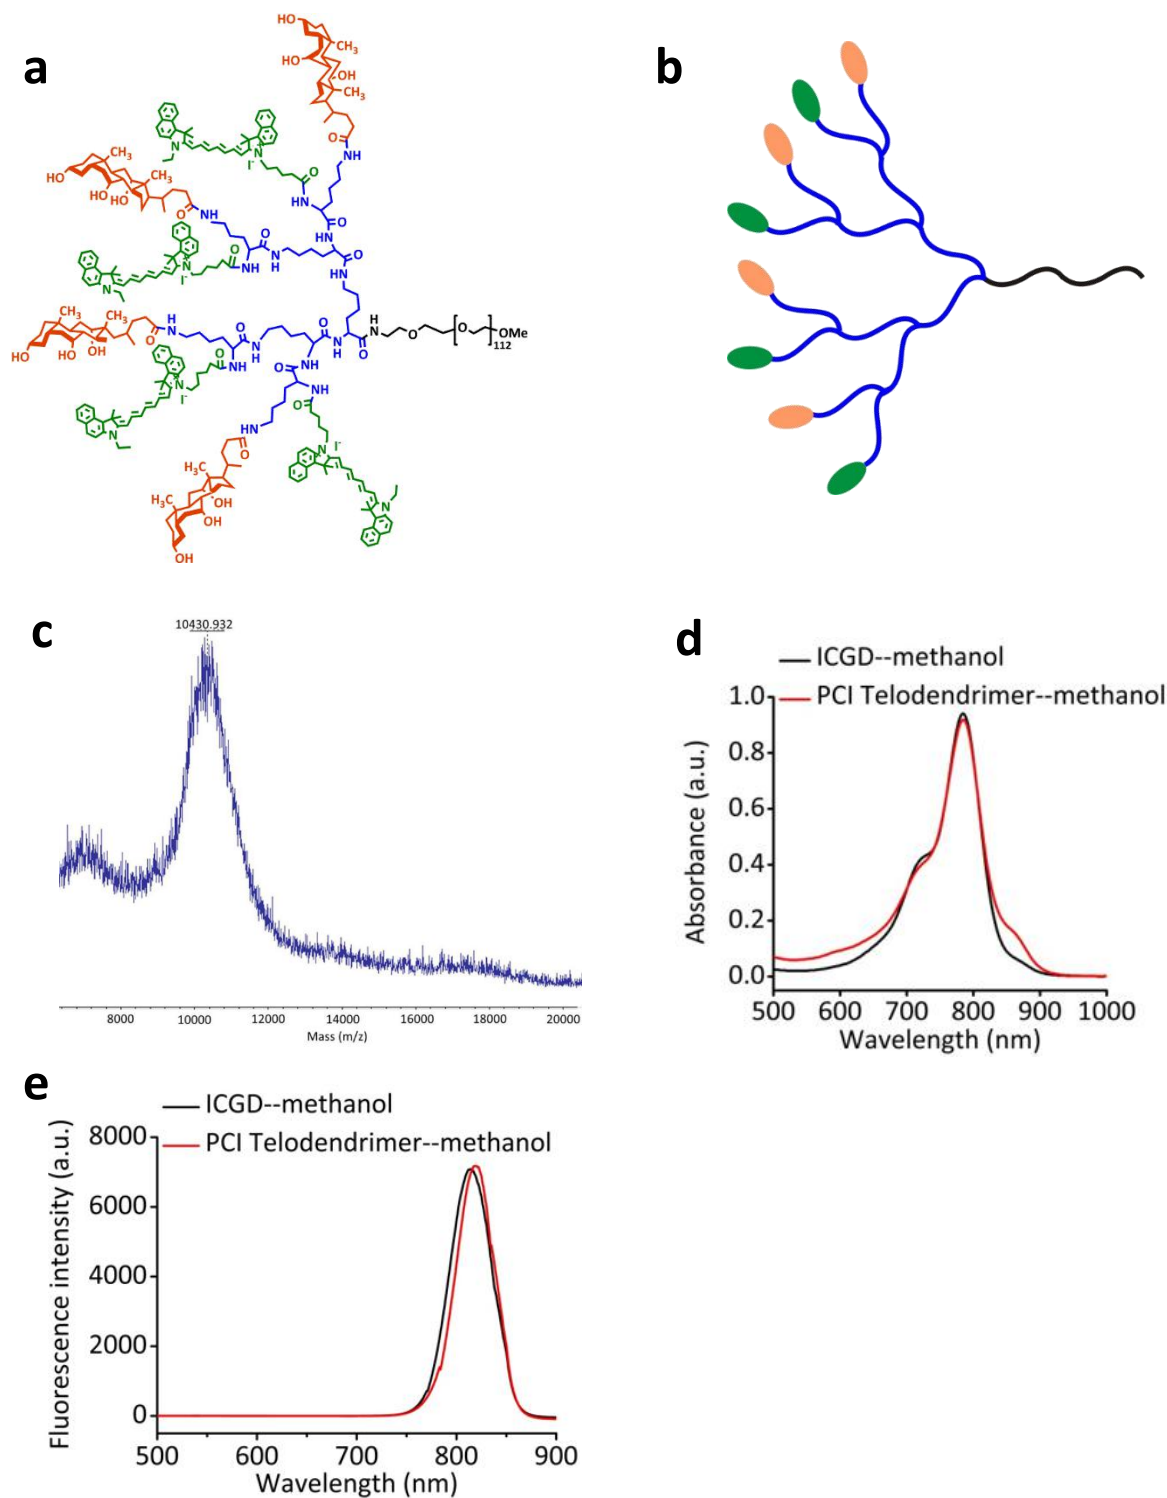 a
HO
CH3
HO
OH
CH3
O
NH
N
N
I-
O
HN
O
HN
O
CH3
CH3
HO
HO
HO
O
NH
O
N
H
NH
O
NH
N
N
I-
O
CH3
CH3
HO
HO
HO
O
H
N
O
N
H
O
N
H
O
H
N
O
O
OMe
112
O
HN
N
N
I-
O
NH
NH
O
HN
O
H3C
H3C
OH
OH
OH
I-
N
N
b
c
10430.932
8000
10000
12000
14000
16000
18000
20000
Mass (m/z)
d
ICGD--methanol
PCI Telodendrimer--methanol
Absorbance (a.u.)
1.0
0.8
0.6
0.4
0.2
0.0
500 600 700 800 900 1000
Wavelength (nm)
e
ICGD--methanol
PCI Telodendrimer--methanol
Fluorescence intensity (a.u.)
8000
6000
4000
2000
0
500 600 700 800 900
Wavelength (nm)